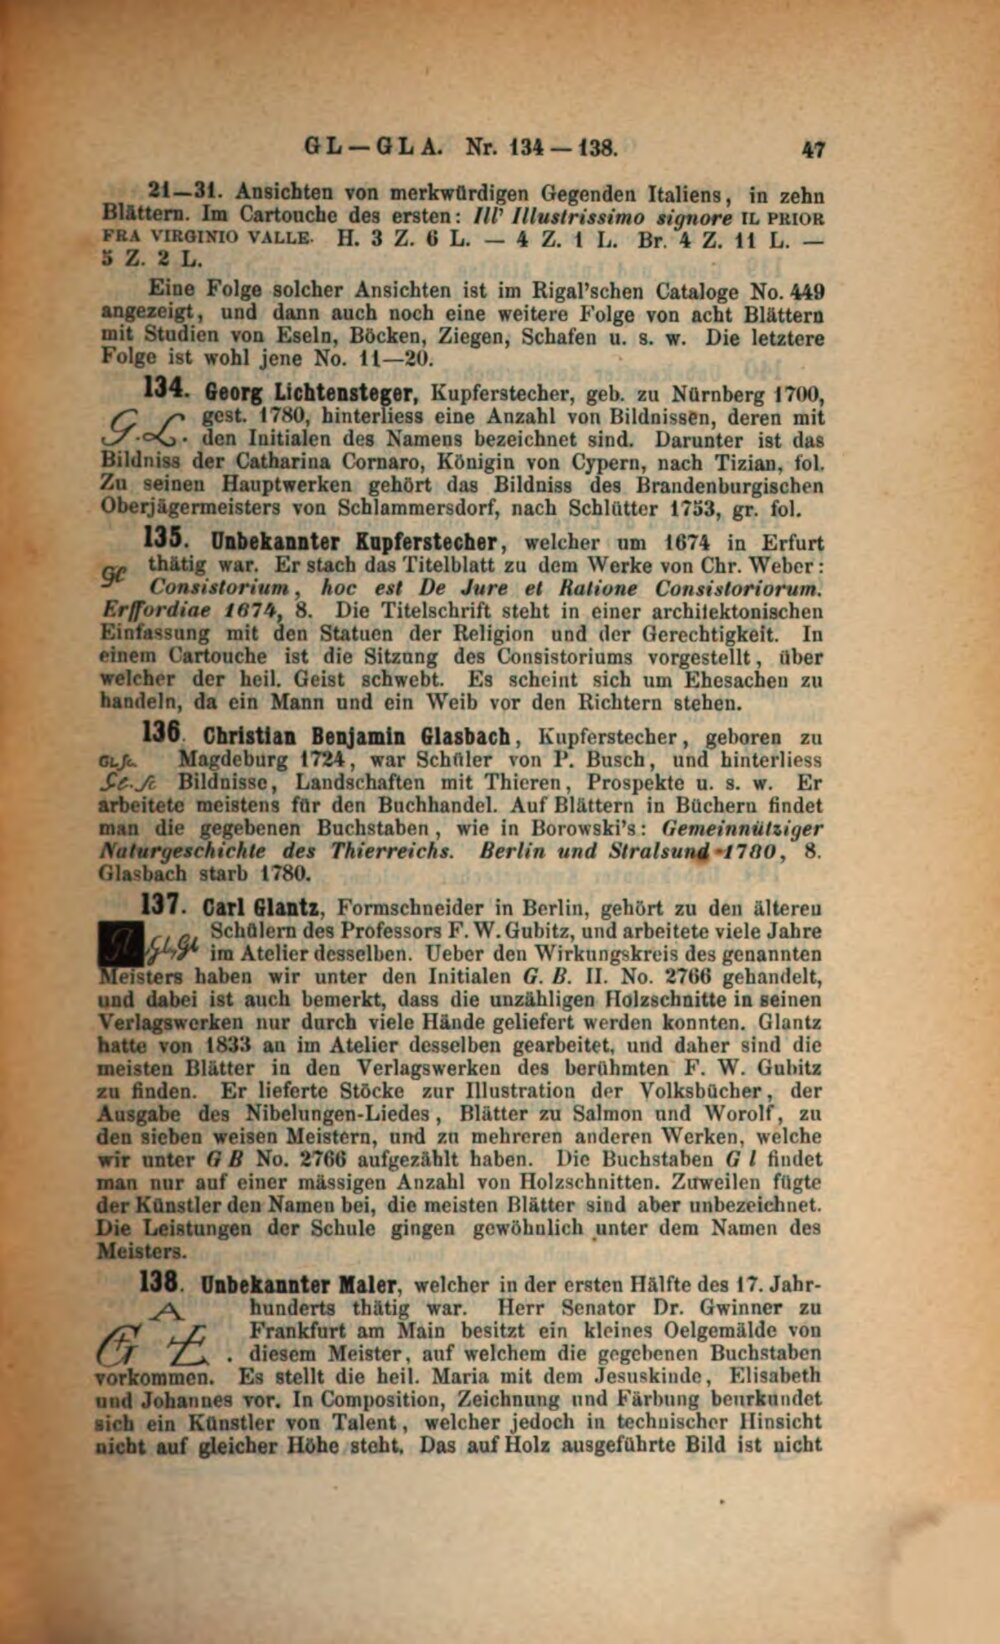 GL — GLA. Nr. 134 — 138. 47
21—31. Ansichten von merkwürdigen Gegenden Italiens, in zehn
Blättern. Im Cartouche des ersten: Ill' Illustrissimo signore IL PRIOR
FRA VIRGINIO VALLE. H. 3 Z. 6 L. — 4 Z. 1 L. Br. 4 Z. 11 L. —
5 Z. 2 L.
Eine Folge solcher Ansichten ist im Rigal'schen Cataloge No. 449
angezeigt, und dann auch noch eine weitere Folge von acht Blättern
mit Studien von Eseln, Böcken, Ziegen, Schafen u. s. w. Die letztere
Folge ist wohl jene No. 11—20.
134. Georg Lichtensteger, Kupferstecher, geb. zu Nürnberg 1700,
gest. 1780, hinterliess eine Anzahl von Bildnissen, deren mit
G. L. den Initialen des Namens bezeichnet sind. Darunter ist das
Bildniss der Catharina Cornaro, Königin von Cypern, nach Tizian, fol.
Zu seinen Hauptwerken gehört das Bildniss des Brandenburgischen
Oberjägermeisters von Schlammersdorf, nach Schlütter 1753, gr. fol.
135. Unbekannter Kupferstecher, welcher um 1674 in Erfurt
gl thätig war. Er stach das Titelblatt zu dem Werke von Chr. Weber:
Consistorium, hoc est De Jure et Ratione Consistoriorum.
Erffordiae 1674, 8. Die Titelschrift steht in einer architektonischen
Einfassung mit den Statuen der Religion und der Gerechtigkeit. In
einem Cartouche ist die Sitzung des Consistoriums vorgestellt, über
welcher der heil. Geist schwebt. Es scheint sich um Ehesachen zu
handeln, da ein Mann und ein Weib vor den Richtern stehen.
136. Christian Benjamin Glasbach, Kupferstecher, geboren zu
GLfc. Magdeburg 1724, war Schüler von P. Busch, und hinterliess
Gl. fc Bildnisse, Landschaften mit Thieren, Prospekte u. s. w. Er
arbeitete meistens für den Buchhandel. Auf Blättern in Büchern findet
man die gegebenen Buchstaben, wie in Borowski's: Gemeinnütziger
Naturgeschichte des Thierreichs. Berlin und Stralsund 1780, 8.
Glasbach starb 1780.
137. Carl Glantz, Formschneider in Berlin, gehört zu den älteren
Schülern des Professors F. W. Gubitz, und arbeitete viele Jahre
Gl GL, Gl im Atelier desselben. Ueber den Wirkungskreis des genannten
Meisters haben wir unter den Initialen G. B. II. No. 2766 gehandelt,
und dabei ist auch bemerkt, dass die unzähligen Holzschnitte in seinen
Verlagswerken nur durch viele Hände geliefert werden konnten. Glantz
hatte von 1833 an im Atelier desselben gearbeitet, und daher sind die
meisten Blätter in den Verlagswerken des berühmten F. W. Gubitz
zu finden. Er lieferte Stöcke zur Illustration der Volksbücher, der
Ausgabe des Nibelungen-Liedes, Blätter zu Salmon und Worolf, zu
den sieben weisen Meistern, und zu mehreren anderen Werken, welche
wir unter G B No. 2766 aufgezählt haben. Die Buchstaben G l findet
man nur auf einer mässigen Anzahl von Holzschnitten. Zuweilen fügte
der Künstler den Namen bei, die meisten Blätter sind aber unbezeichnet.
Die Leistungen der Schule gingen gewöhnlich unter dem Namen des
Meisters.
138. Unbekannter Maler, welcher in der ersten Hälfte des 17. Jahr-
A hunderts thätig war. Herr Senator Dr. Gwinner zu
Frankfurt am Main besitzt ein kleines Oelgemälde von
G L. diesem Meister, auf welchem die gegebenen Buchstaben
vorkommen. Es stellt die heil. Maria mit dem Jesuskinde, Elisabeth
und Johannes vor. In Composition, Zeichnung und Färbung beurkundet
sich ein Künstler von Talent, welcher jedoch in technischer Hinsicht
nicht auf gleicher Höhe steht. Das auf Holz ausgeführte Bild ist nicht